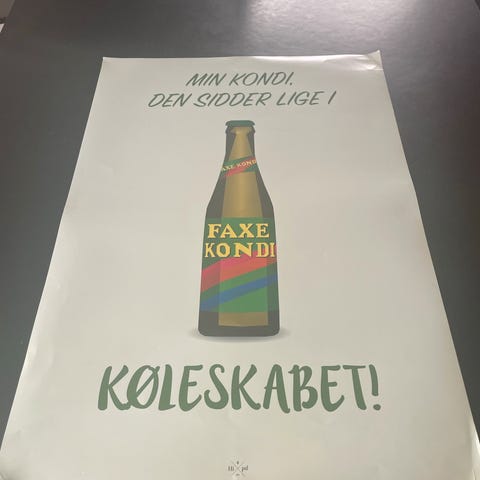 MIN KONDI.
DEN SIDDER LIGE I
FAXE KONDI
FAXE
KONDI
KØLESKABET!